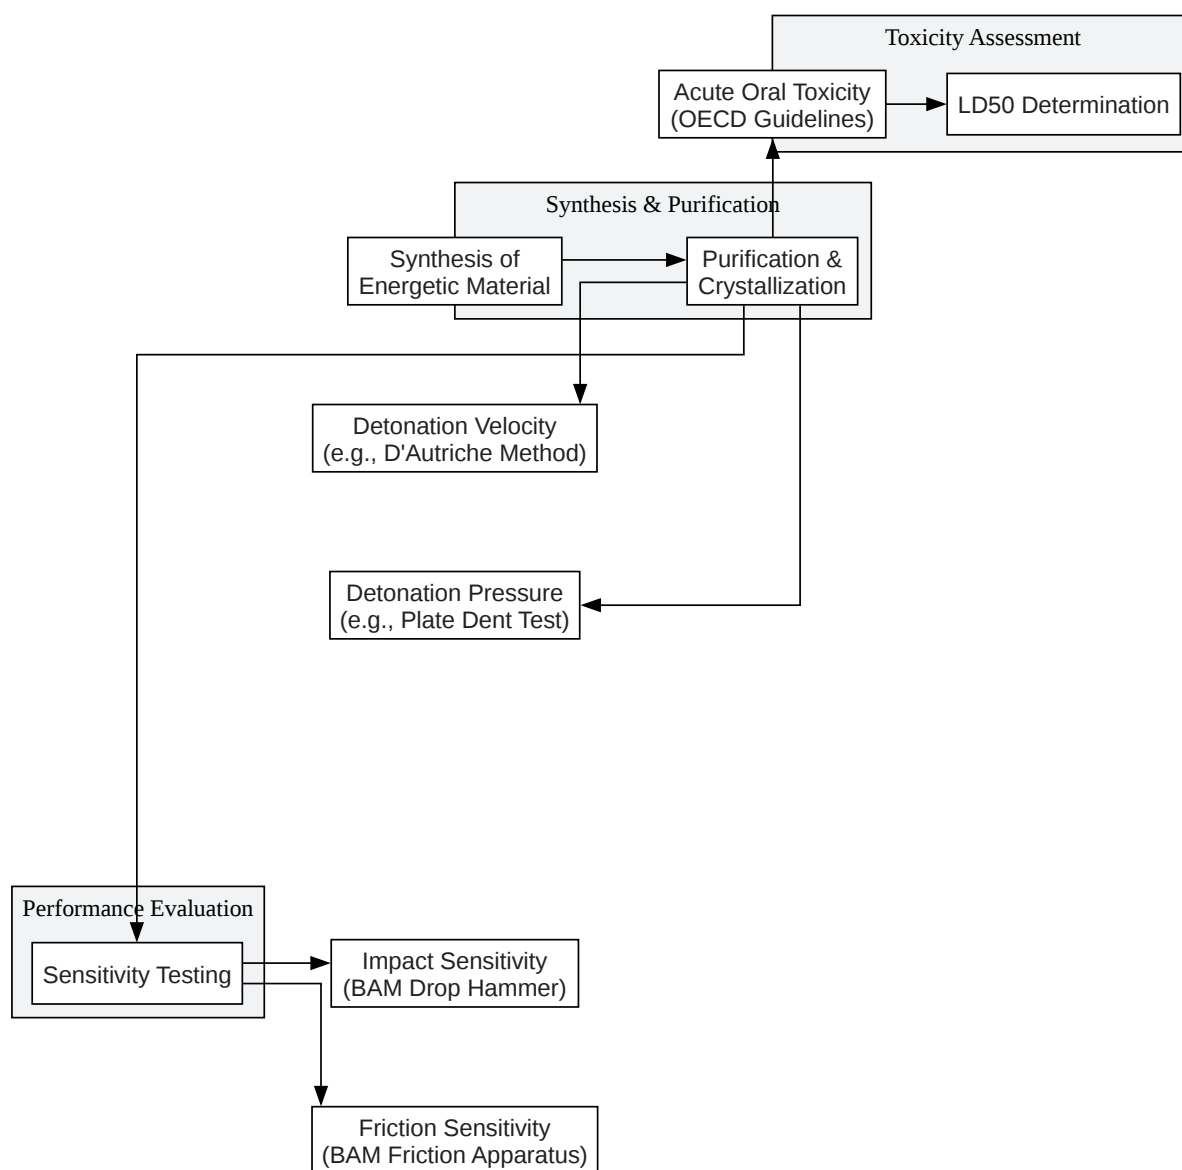 Toxicity Assessment
Acute Oral Toxicity
(OECD Guidelines)
LD50 Determination
Synthesis & Purification
Synthesis of
Energetic Material
Purification &
Crystallization
Detonation Velocity
(e.g., D'Autriche Method)
Detonation Pressure
(e.g., Plate Dent Test)
Performance Evaluation
Sensitivity Testing
Impact Sensitivity
(BAM Drop Hammer)
Friction Sensitivity
(BAM Friction Apparatus)